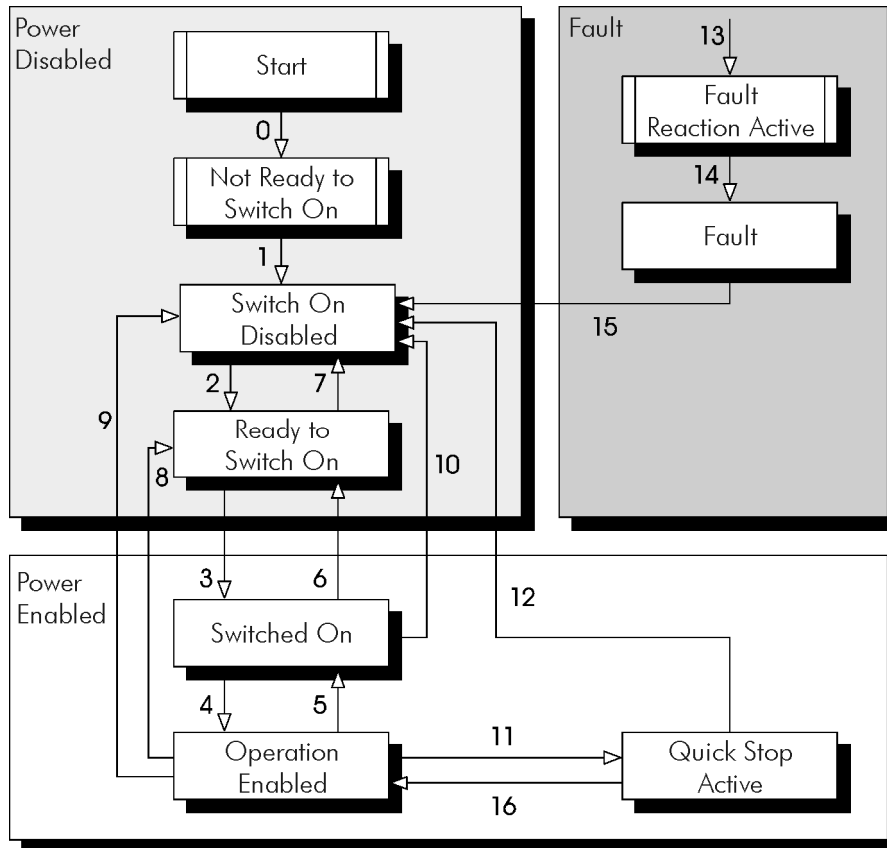 Power
Disabled
Start
0
Not Ready to
Switch On
1
Switch On
Disabled
2
7
9
Ready to
Switch On
8
10
Fault
13
Fault
Reaction Active
14
Fault
15
Power
Enabled
3
6
12
Switched On
4
5
Operation
Enabled
11
16
Quick Stop
Active